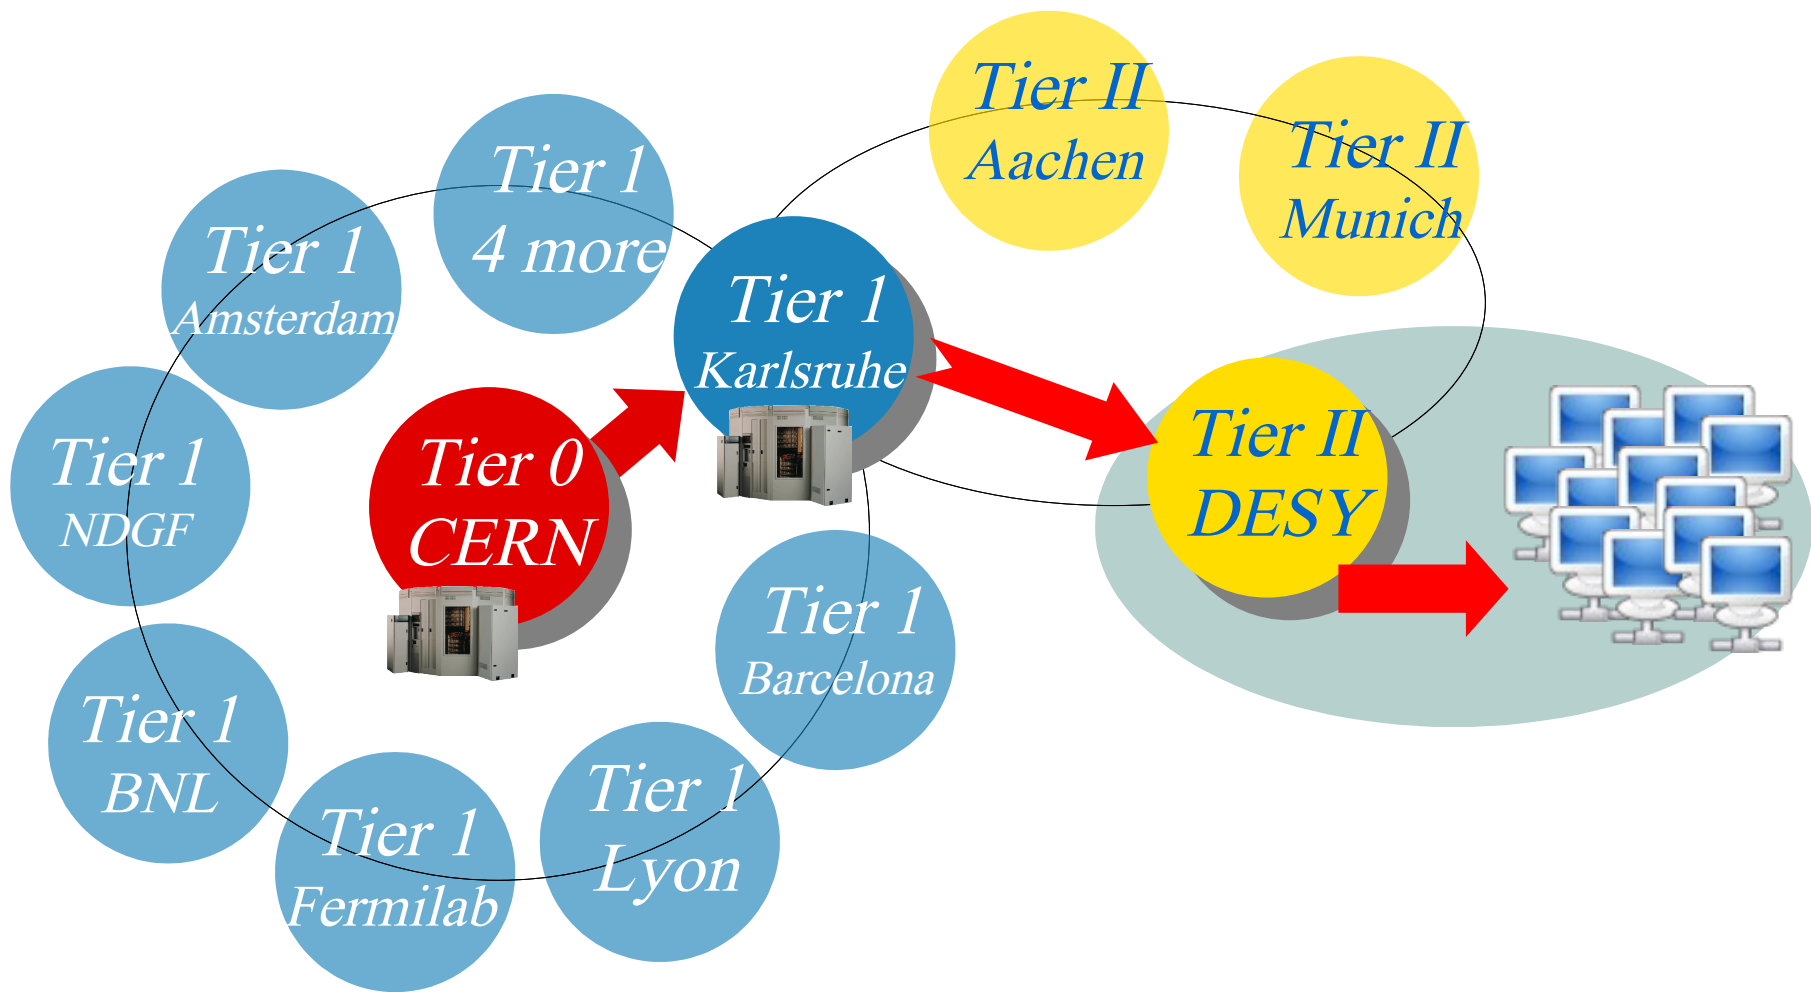 Tier II
Aachen
Tier II
Munich
Tier 1
4 more
Tier 1
Amsterdam
Tier 1
Karlsruhe
Tier II
DESY
Tier 0
CERN
Tier 1
NDGF
Tier 1
Barcelona
Tier 1
BNL
Tier 1
Lyon
Tier 1
Fermilab